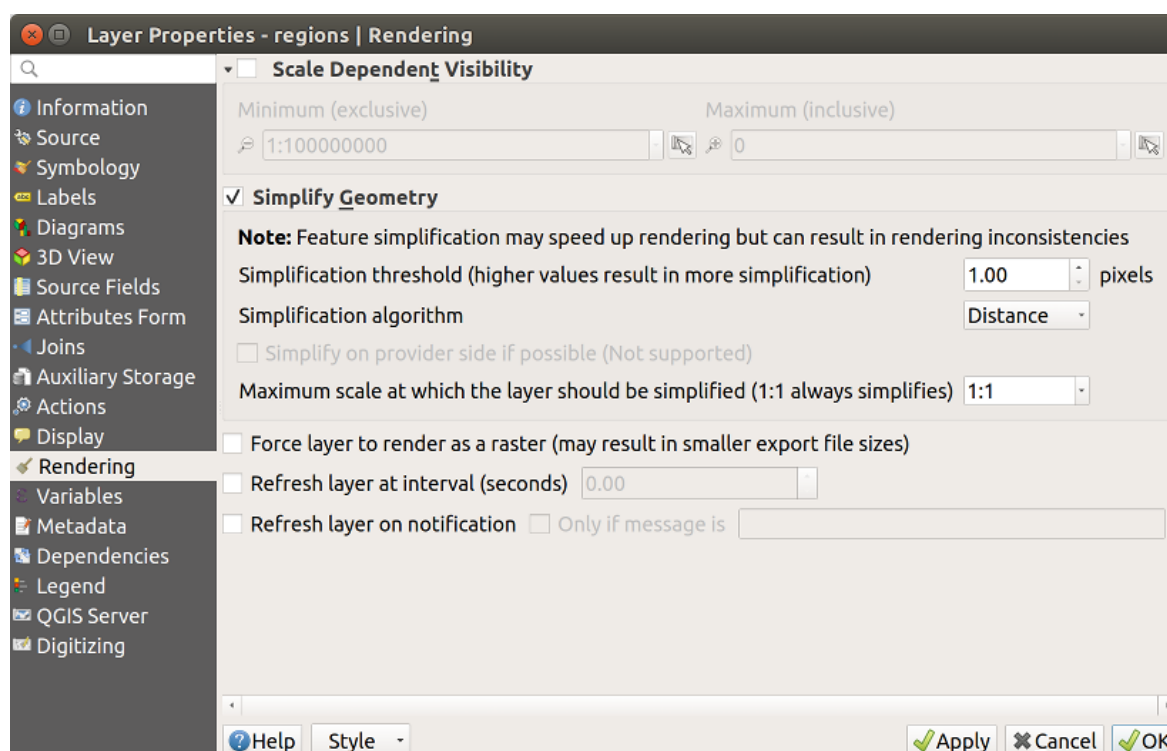 Layer Properties - regions | Rendering
Information
Source
Symbology
Labels
Diagrams
3D View
Source Fields
Attributes Form
Joins
Auxiliary Storage
Actions
Display
Rendering
Variables
Metadata
Dependencies
Legend
QGIS Server
Digitizing
Scale Dependent Visibility
Minimum (exclusive) Maximum (inclusive)
1:100000000 0
Simplify Geometry
Note: Feature simplification may speed up rendering but can result in rendering inconsistencies
Simplification threshold (higher values result in more simplification) 1.00 pixels
Simplification algorithm Distance
Simplify on provider side if possible (Not supported)
Maximum scale at which the layer should be simplified (1:1 always simplifies) 1:1
Force layer to render as a raster (may result in smaller export file sizes)
Refresh layer at interval (seconds) 0.00
Refresh layer on notification Only if message is
Help Style Apply Cancel OK